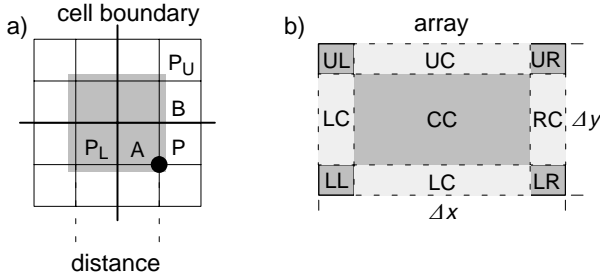 cell boundary
a)
P_U
B
P_L A P
distance
b) array
UL UC UR
LC CC RC Δy
LL LC LR
Δx